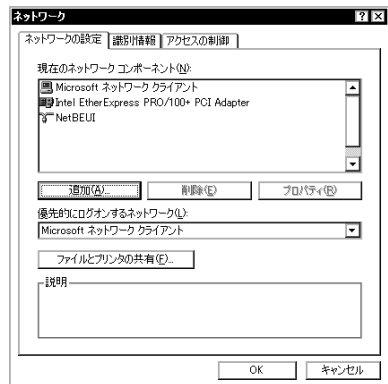 ネットワーク
ネットワークの設定 識別情報 アクセスの制御
現在のネットワーク コンポーネント(N):
Microsoft ネットワーク クライアント
Intel EtherExpress PRO/100+ PCI Adapter
NetBEUI
追加(A)... 削除(E) プロパティ(R)
優先的にログオンするネットワーク(L):
Microsoft ネットワーク クライアント
ファイルとプリンタの共有(F)...
説明
OK キャンセル